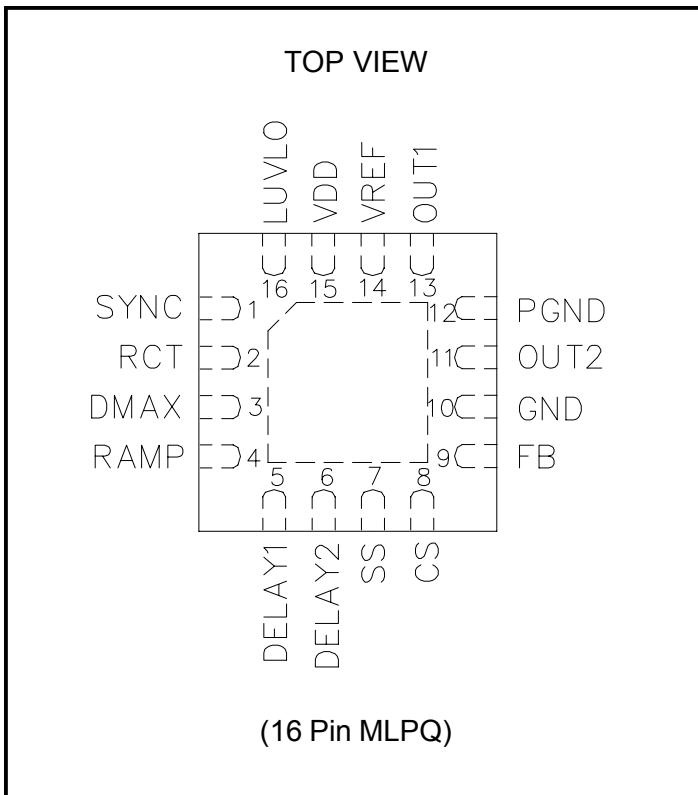 TOP VIEW
LUVLO
VDD
VREF
OUT1
16
15
14
13
SYNC 1
RCT 2
DMAX 3
RAMP 4
12 PGND
11 OUT2
10 GND
9 FB
5
6
7
8
DELAY1
DELAY2
SS
CS
(16 Pin MLPQ)